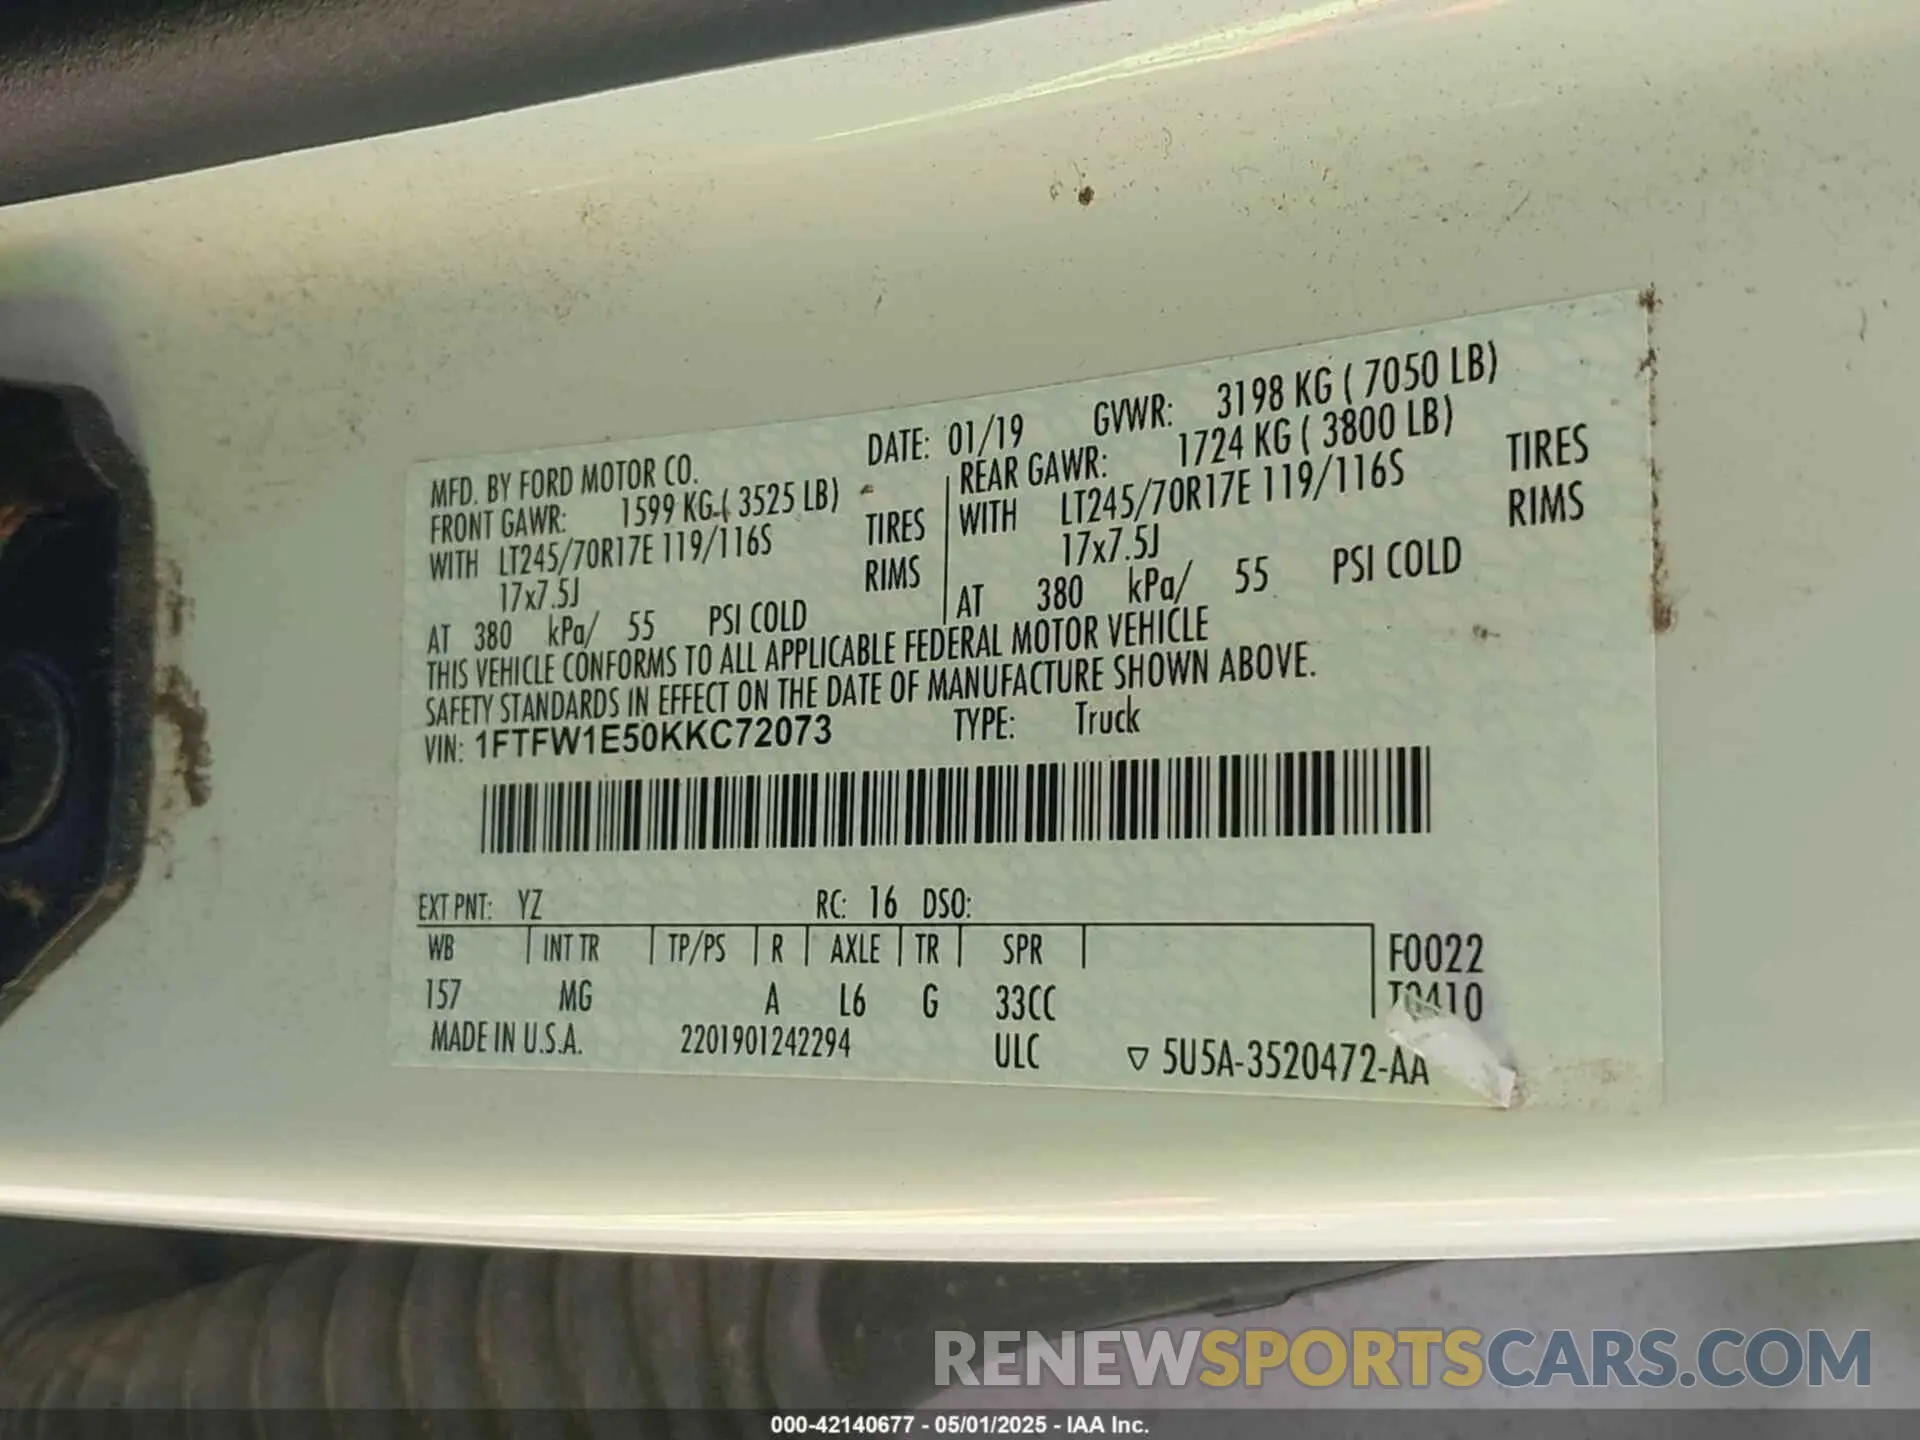 MFD. BY FORD MOTOR CO. DATE: 01/19 GVWR: 3198 KG ( 7050 LB)
FRONT GAWR: 1599 KG ( 3525 LB) REAR GAWR: 1724 KG ( 3800 LB)
WITH LT245/70R17E 119/116S TIRES WITH LT245/70R17E 119/116S TIRES
17x7.5J RIMS 17x7.5J RIMS
AT 380 kPa/ 55 PSI COLD AT 380 kPa/ 55 PSI COLD
THIS VEHICLE CONFORMS TO ALL APPLICABLE FEDERAL MOTOR VEHICLE
SAFETY STANDARDS IN EFFECT ON THE DATE OF MANUFACTURE SHOWN ABOVE.
VIN: 1FTFW1E50KKC72073 TYPE: Truck
EXT PNT: YZ RC: 16 DSO:
WB INT TR TP/PS R AXLE TR SPR F0022
157 MG A L6 G 33CC T0410
MADE IN U.S.A. 2201901242294 ULC ▽ 5U5A-3520472-AA
RENEWSPORTSCARS.COM
000-42140677 - 05/01/2025 - IAA Inc.